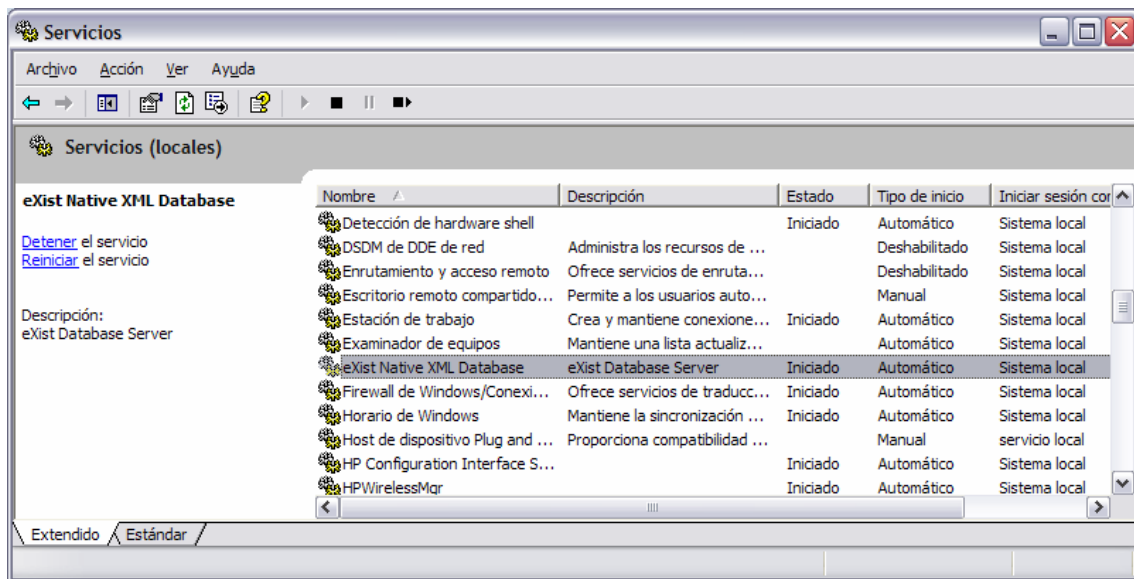 Servicios
Archivo Acción Ver Ayuda
Servicios (locales)
eXist Native XML Database
Detener el servicio
Reiniciar el servicio
Descripción:
eXist Database Server
Nombre Descripción Estado Tipo de inicio Iniciar sesión cor
Detección de hardware shell Iniciado Automático Sistema local
DSDM de DDE de red Administra los recursos de ... Deshabilitado Sistema local
Enrutamiento y acceso remoto Ofrece servicios de enruta... Deshabilitado Sistema local
Escritorio remoto compartido... Permite a los usuarios auto... Manual Sistema local
Estación de trabajo Crea y mantiene conexione... Iniciado Automático Sistema local
Examinador de equipos Mantiene una lista actualiz... Automático Sistema local
eXist Native XML Database eXist Database Server Iniciado Automático Sistema local
Firewall de Windows/Conexi... Ofrece servicios de traducc... Iniciado Automático Sistema local
Horario de Windows Mantiene la sincronización ... Iniciado Automático Sistema local
Host de dispositivo Plug and ... Proporciona compatibilidad ... Manual servicio local
HP Configuration Interface S... Iniciado Automático Sistema local
HPWirelessMgr Iniciado Automático Sistema local
Extendido Estándar